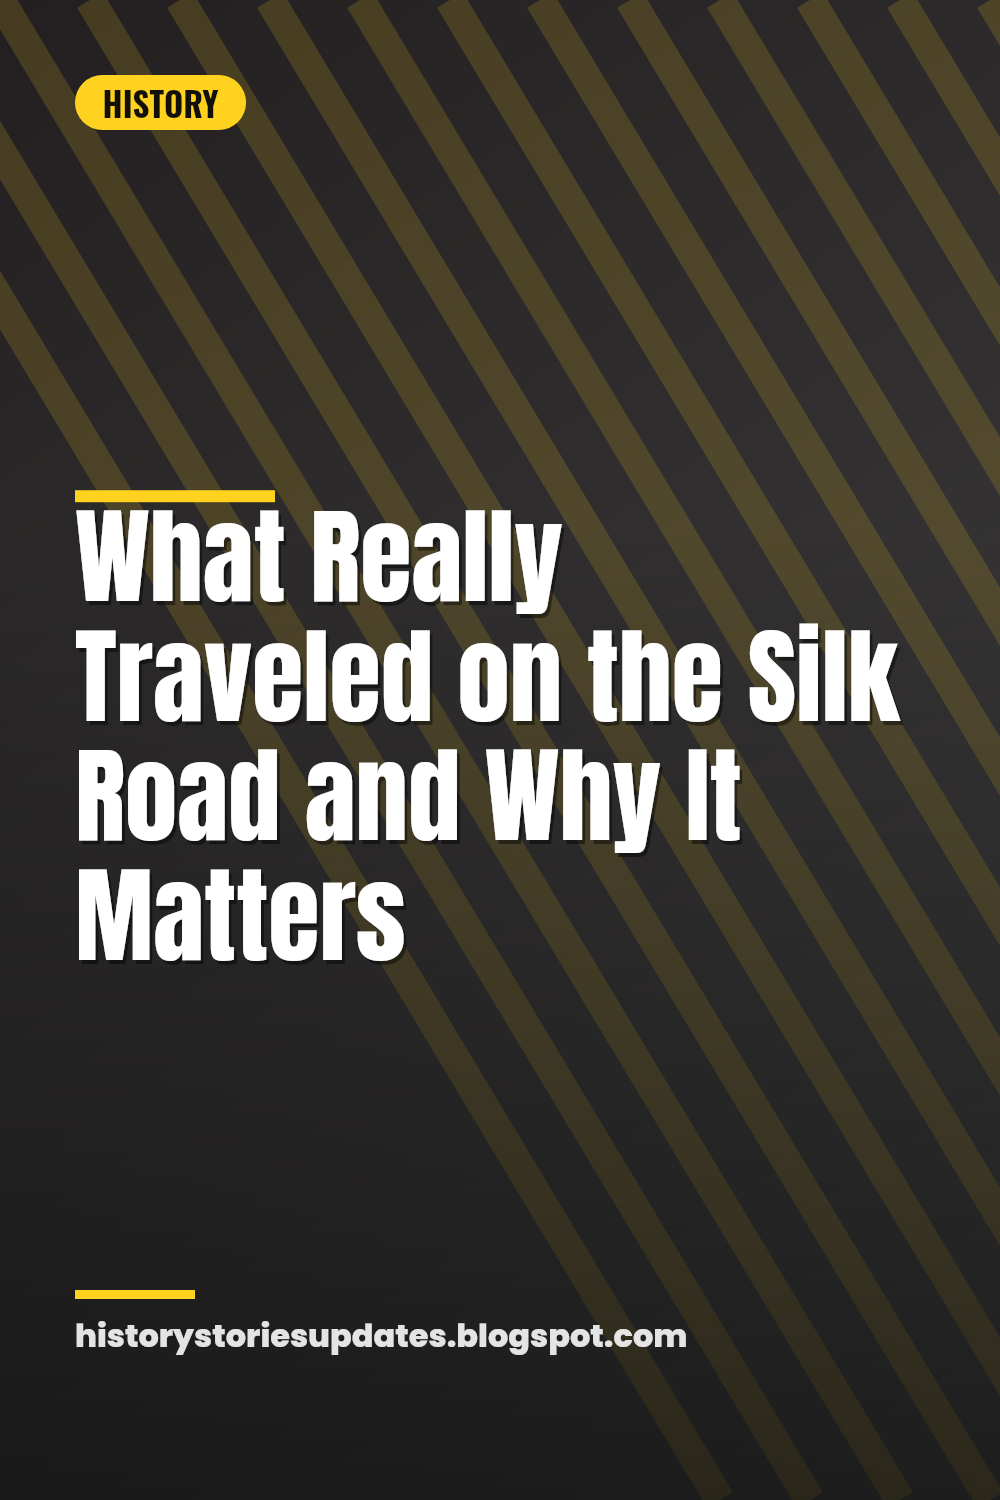 HISTORY
What Really
Traveled on the Silk
Road and Why It
Matters
historystoriesupdates.blogspot.com